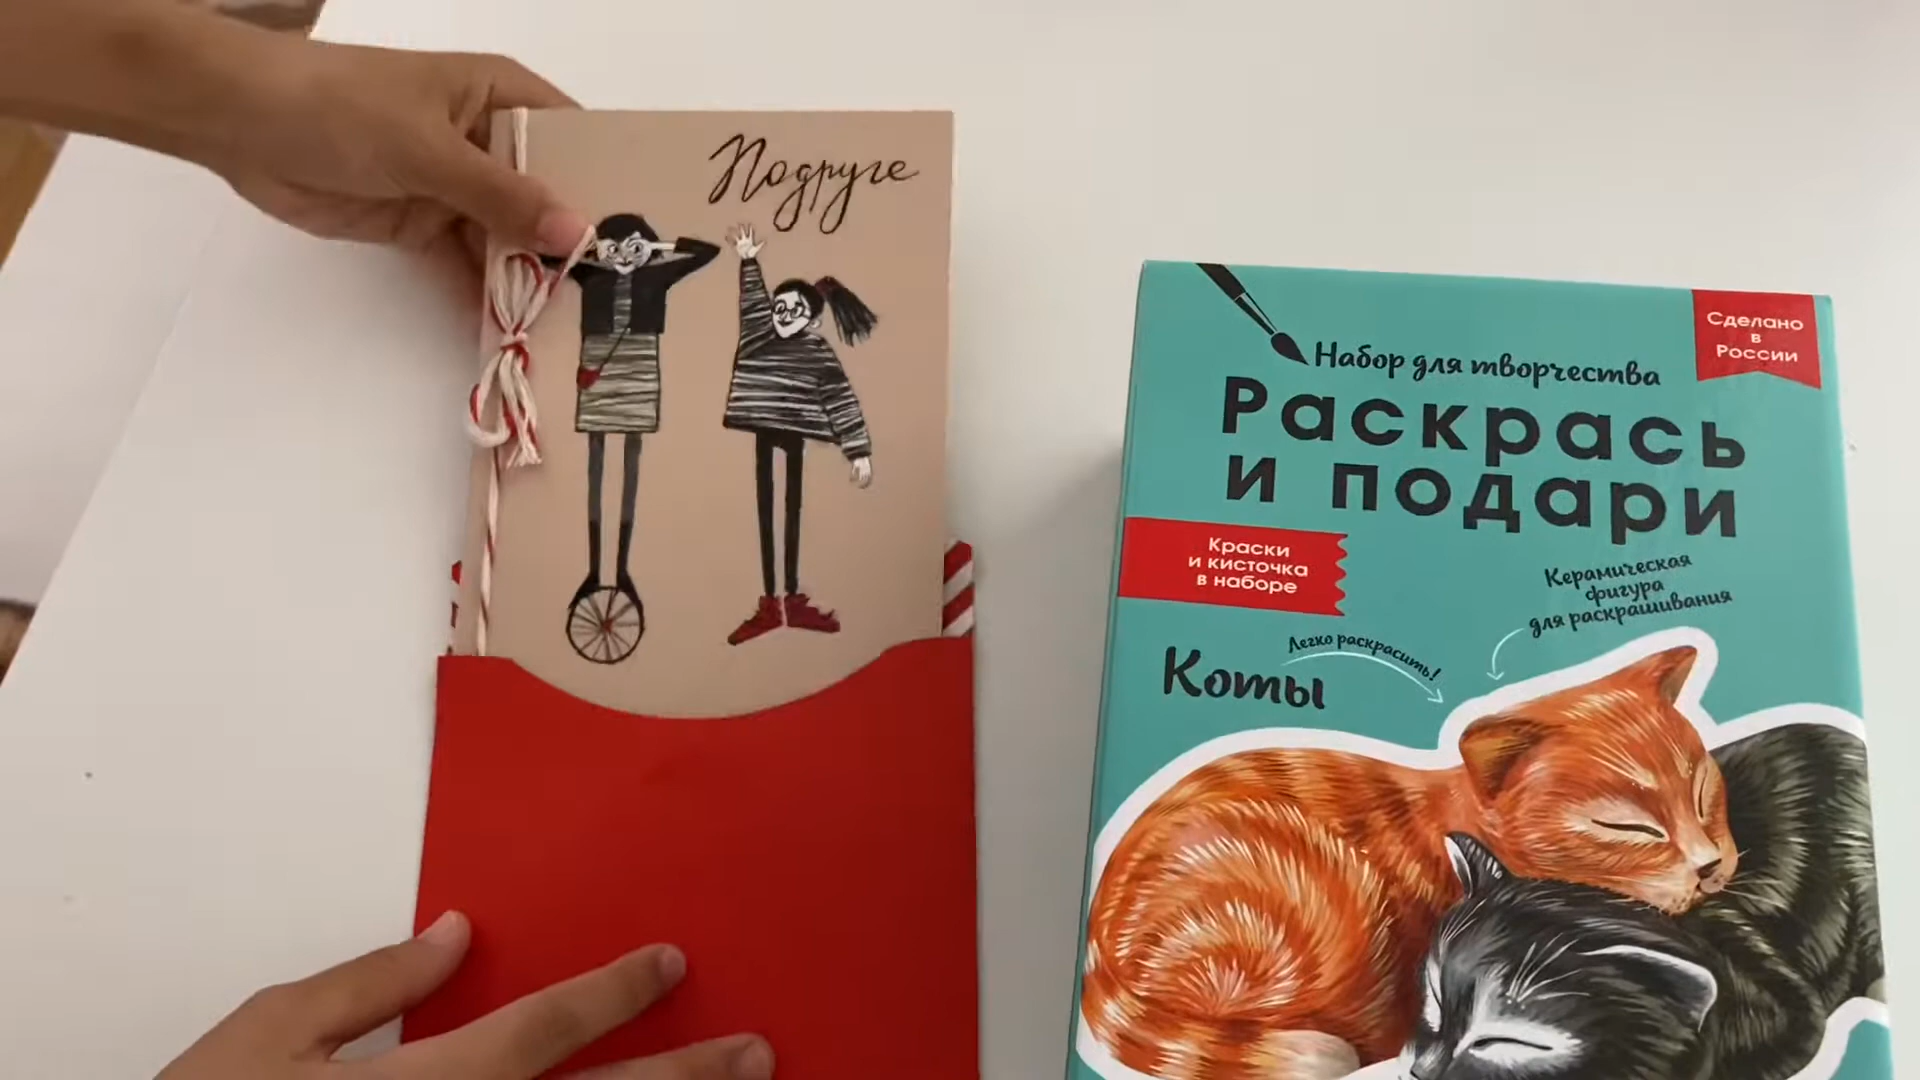 Подруге
Набор для творчества
Раскрась
и подари
Сделано
в
России
Краски
и кисточка
в наборе
Керамическая
фигура
для раскрашивания
Легко раскрасить!
Коты